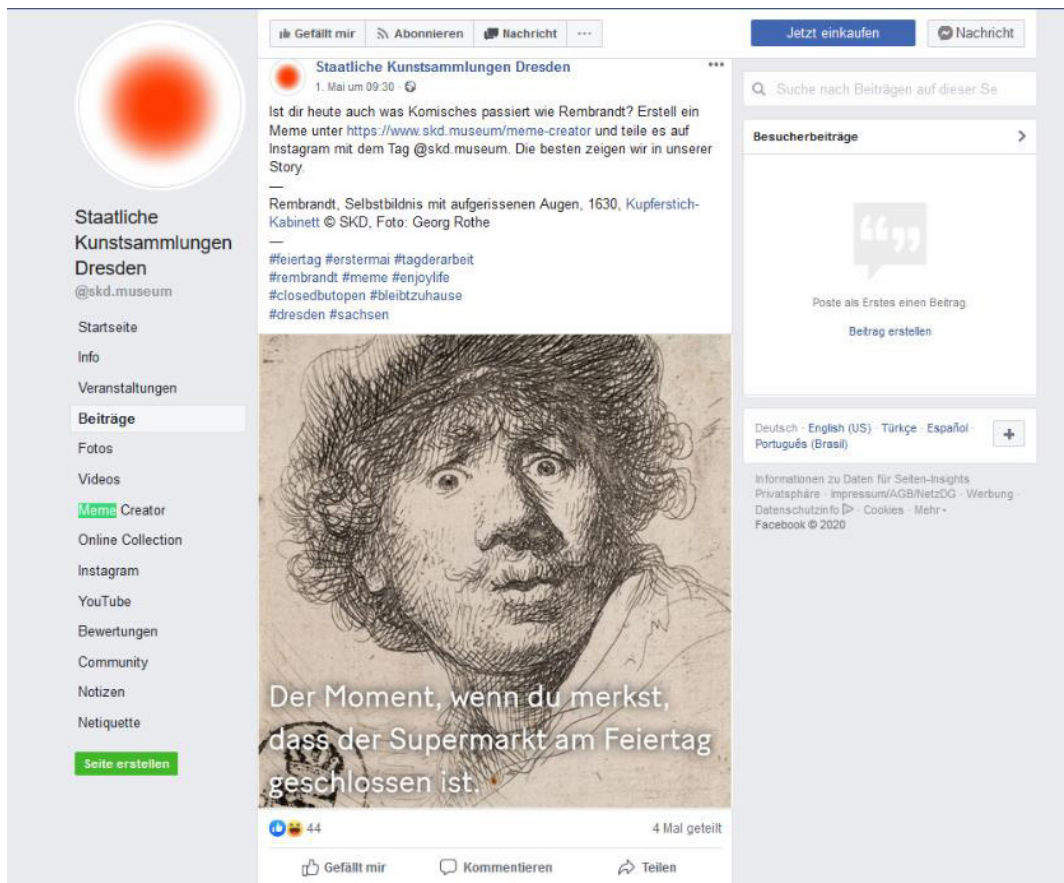 Gefällt mir
Abonnieren
Nachricht
Jetzt einkaufen
Nachricht
Staatliche
Kunstsammlungen
Dresden
@skd.museum
Startseite
Info
Veranstaltungen
Beiträge
Fotos
Videos
Meme Creator
Online Collection
Instagram
YouTube
Bewertungen
Community
Notizen
Netiquette
Seite erstellen
Staatliche Kunstsammlungen Dresden
1. Mai um 09:30 ·
Ist dir heute auch was Komisches passiert wie Rembrandt? Erstell ein
Meme unter https://www.skd.museum/meme-creator und teile es auf
Instagram mit dem Tag @skd.museum. Die besten zeigen wir in unserer
Story.
—
Rembrandt, Selbstbildnis mit aufgerissenen Augen, 1630, Kupferstich-
Kabinett © SKD, Foto: Georg Rothe
—
#feiertag #erstermai #tagderarbeit
#rembrandt #meme #enjoylife
#closedbutopen #bleibtzuhause
#dresden #sachsen
Der Moment, wenn du merkst,
dass der Supermarkt am Feiertag
geschlossen ist.
44
4 Mal geteilt
Gefällt mir
Kommentieren
Teilen
Suche nach Beiträgen auf dieser Se
Besucherbeiträge
Poste als Erstes einen Beitrag.
Beitrag erstellen
Deutsch · English (US) · Türkçe · Español ·
Português (Brasil)
Informationen zu Daten für Seiten-Insights
Privatsphäre · Impressum/AGB/NetzDG · Werbung ·
Datenschutzinfo · Cookies · Mehr
Facebook © 2020